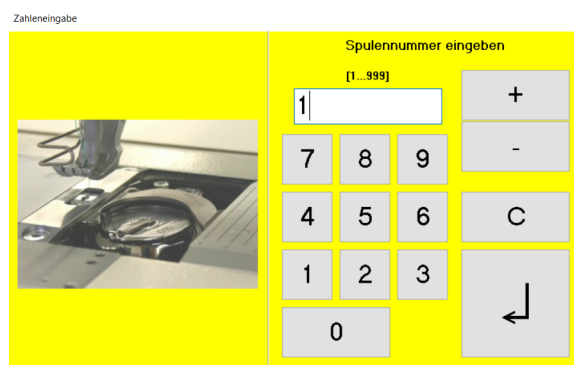 Zahleneingabe
Spulennummer eingeben
[1...999]
1
+
7 8 9
-
4 5 6
C
1 2 3
0